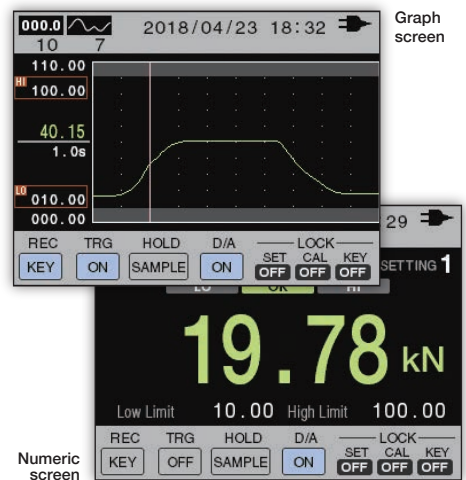 Graph
screen
000.0
2018/04/23 18:32
10 7
110.00
HI 100.00
40.15
1.0s
LO 010.00
000.00
REC TRG HOLD D/A LOCK
SET CAL KEY
KEY ON SAMPLE ON OFF OFF OFF
29
SETTING 1
LO OK HI
19.78 kN
Low Limit 10.00 High Limit 100.00
REC TRG HOLD D/A LOCK
SET CAL KEY
KEY OFF SAMPLE ON OFF OFF OFF
Numeric
screen